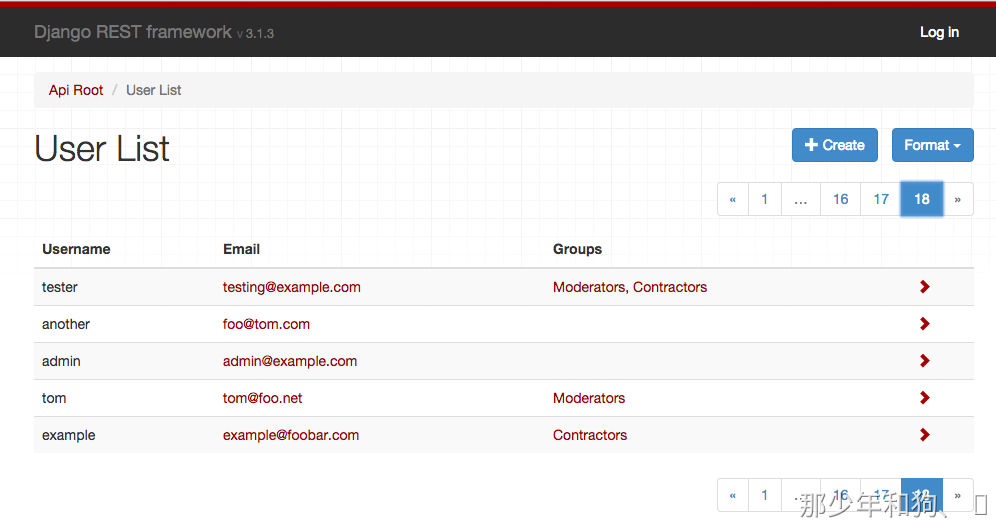 Django REST framework v 3.1.3 Log in
Api Root / User List
User List + Create Format
« 1 ... 16 17 18 »
Username Email Groups
tester testing@example.com Moderators, Contractors
another foo@tom.com
admin admin@example.com
tom tom@foo.net Moderators
example example@foobar.com Contractors
« 1 ... 16 17 18 »
那少年和狗、